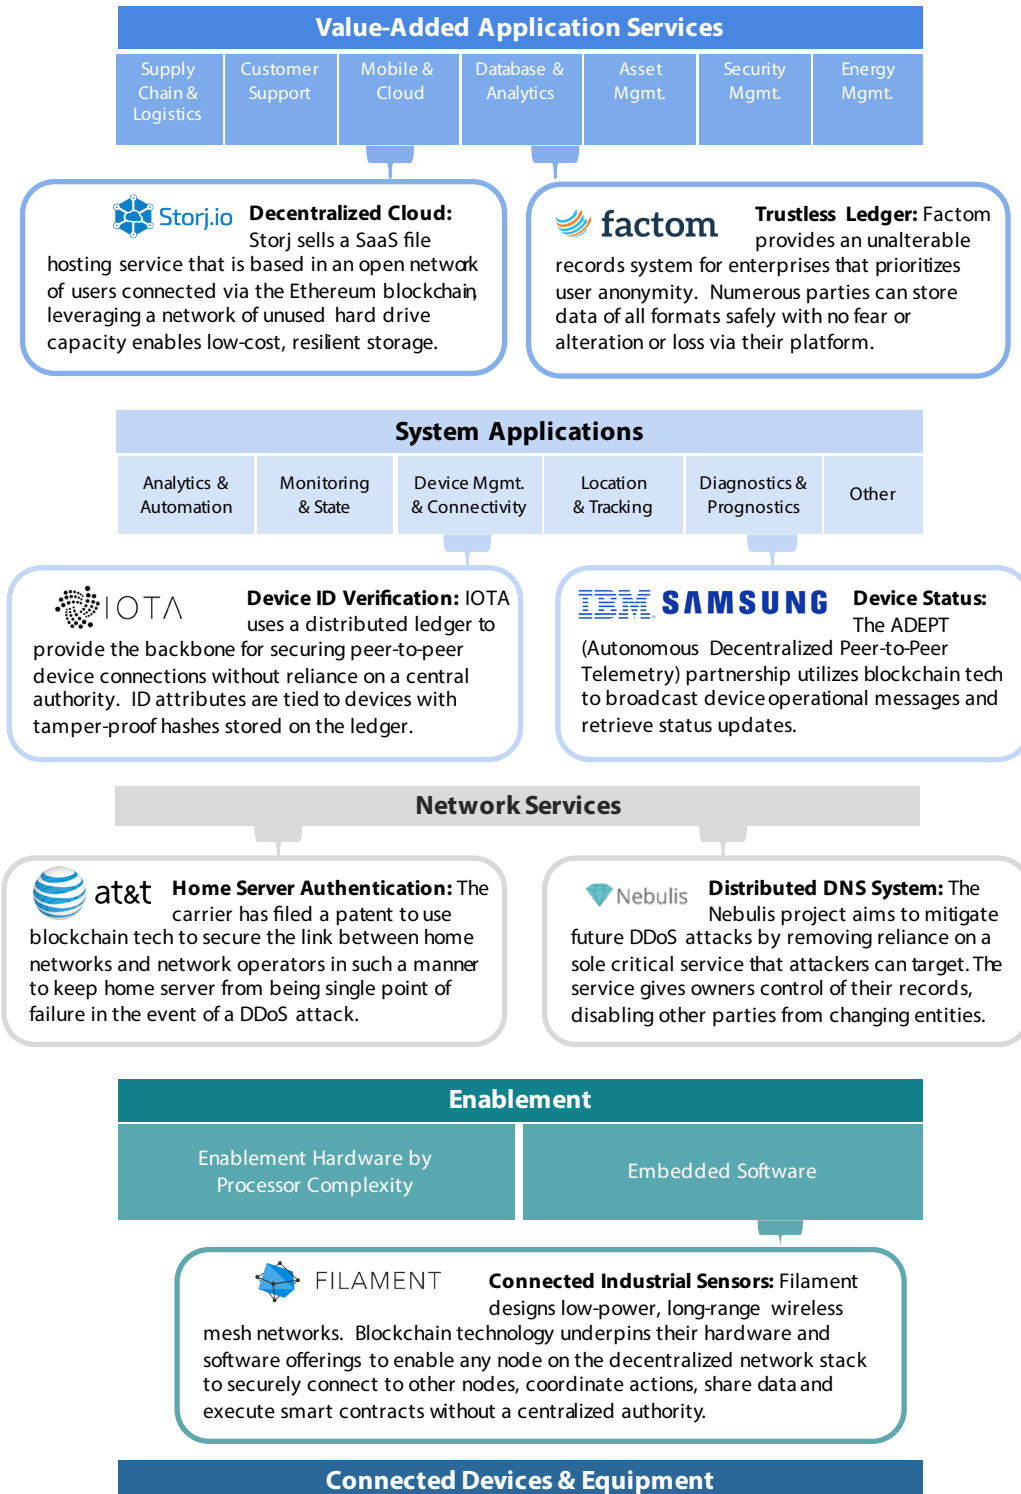 Value-Added Application Services
Supply
Chain &
Logistics
Customer
Support
Mobile &
Cloud
Database &
Analytics
Asset
Mgmt.
Security
Mgmt.
Energy
Mgmt.
Storj.io
Decentralized Cloud:
Storj sells a SaaS file
hosting service that is based in an open network
of users connected via the Ethereum blockchain,
leveraging a network of unused hard drive
capacity enables low-cost, resilient storage.
factom
Trustless Ledger: Factom
provides an unalterable
records system for enterprises that prioritizes
user anonymity. Numerous parties can store
data of all formats safely with no fear or
alteration or loss via their platform.
System Applications
Analytics &
Automation
Monitoring
& State
Device Mgmt.
& Connectivity
Location
& Tracking
Diagnostics &
Prognostics
Other
IOTA
Device ID Verification: IOTA
uses a distributed ledger to
provide the backbone for securing peer-to-peer
device connections without reliance on a central
authority. ID attributes are tied to devices with
tamper-proof hashes stored on the ledger.
IBM. SAMSUNG
Device Status:
The ADEPT
(Autonomous Decentralized Peer-to-Peer
Telemetry) partnership utilizes blockchain tech
to broadcast device operational messages and
retrieve status updates.
Network Services
at&t
Home Server Authentication: The
carrier has filed a patent to use
blockchain tech to secure the link between home
networks and network operators in such a manner
to keep home server from being single point of
failure in the event of a DDoS attack.
Nebulis
Distributed DNS System: The
Nebulis project aims to mitigate
future DDoS attacks by removing reliance on a
sole critical service that attackers can target. The
service gives owners control of their records,
disabling other parties from changing entities.
Enablement
Enablement Hardware by
Processor Complexity
Embedded Software
FILAMENT
Connected Industrial Sensors: Filament
designs low-power, long-range wireless
mesh networks. Blockchain technology underpins their hardware and
software offerings to enable any node on the decentralized network stack
to securely connect to other nodes, coordinate actions, share data and
execute smart contracts without a centralized authority.
Connected Devices & Equipment